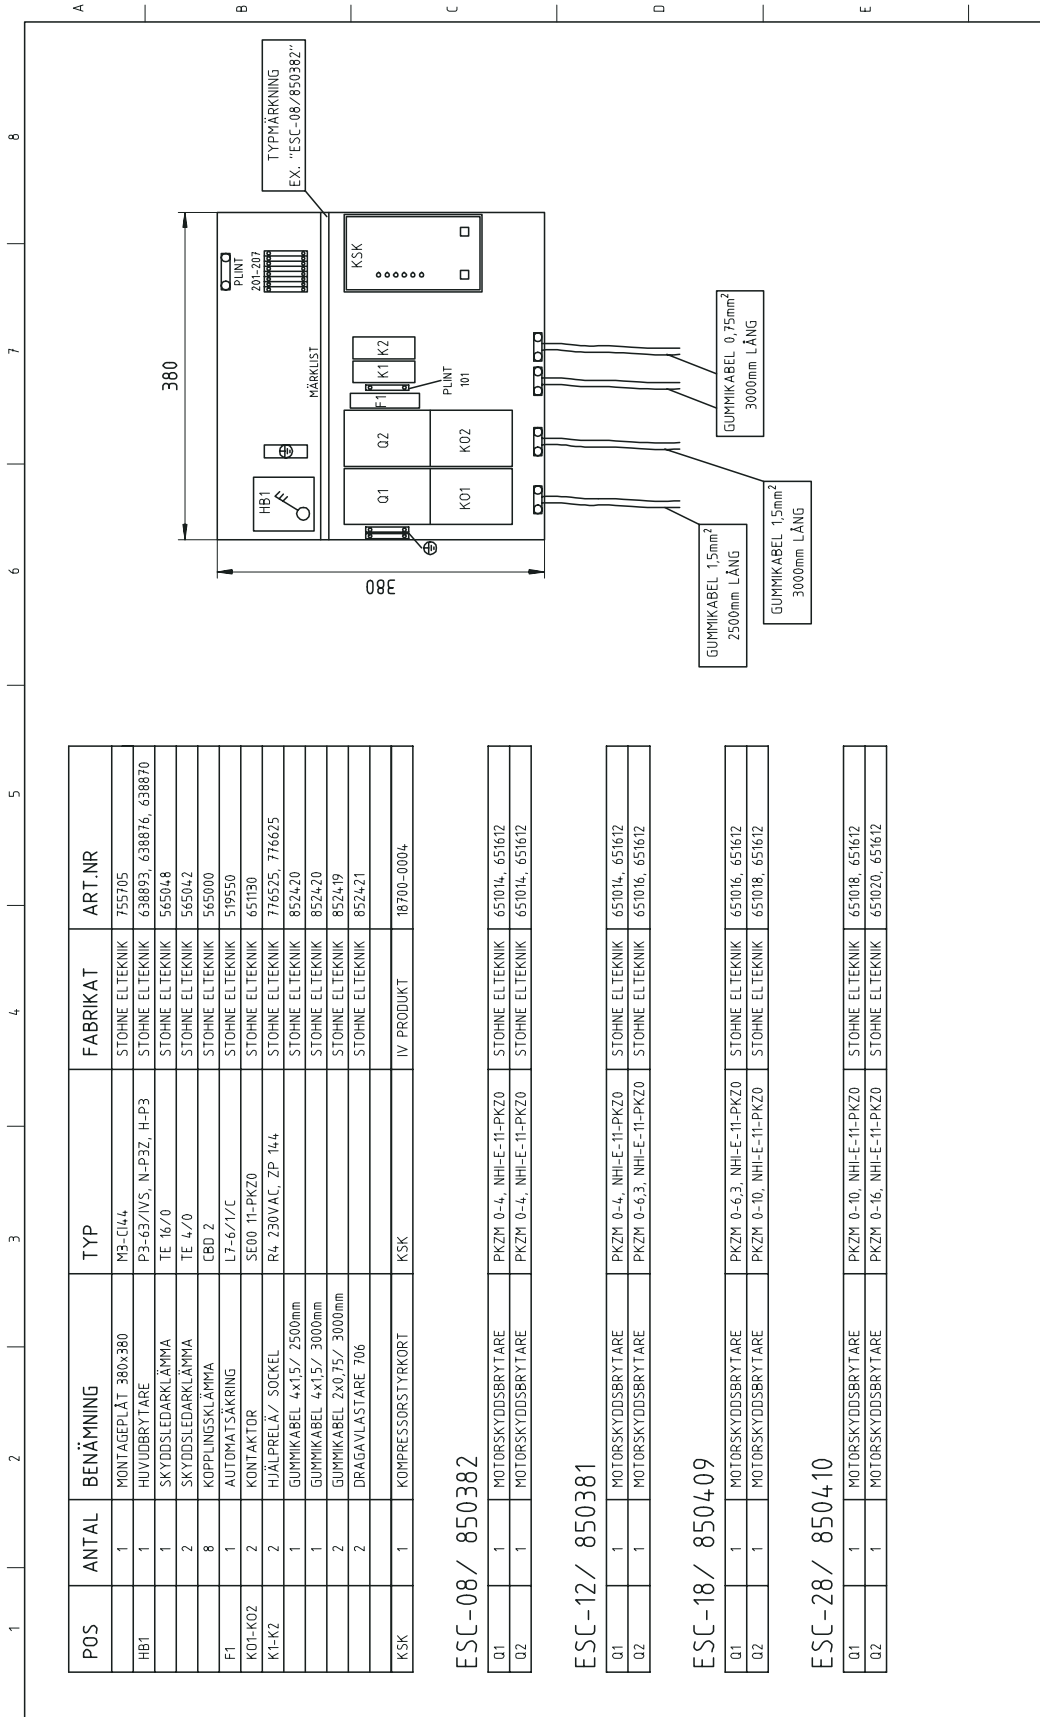 1 2 3 4 5 6 7 8
A
B
C
D
E
POS ANTAL BENÄMNING TYP FABRIKAT ART.NR
1 MONTAGEPLÅT 380x380 M3-CI44 STOHNE ELTEKNIK 755705
HB1 1 HUVUDBRYTARE P3-63/IVS, N-P3Z, H-P3 STOHNE ELTEKNIK 638893, 638876, 638870
1 SKYDDSLEDARKLÄMMA TE 16/0 STOHNE ELTEKNIK 565048
2 SKYDDSLEDARKLÄMMA TE 4/0 STOHNE ELTEKNIK 565042
8 KOPPLINGSKLÄMMA CBD 2 STOHNE ELTEKNIK 565000
F1 1 AUTOMATSÄKRING L7-6/1/C STOHNE ELTEKNIK 519550
KO1-KO2 2 KONTAKTOR SE00 11-PKZ0 STOHNE ELTEKNIK 651130
K1-K2 2 HJÄLPRELÄ/ SOCKEL R4 230VAC, ZP 144 STOHNE ELTEKNIK 776525, 776625
1 GUMMIKABEL 4x1,5/ 2500mm STOHNE ELTEKNIK 852420
1 GUMMIKABEL 4x1,5/ 3000mm STOHNE ELTEKNIK 852420
2 GUMMIKABEL 2x0,75/ 3000mm STOHNE ELTEKNIK 852419
2 DRAGAVLASTARE 706 STOHNE ELTEKNIK 852421
KSK 1 KOMPRESSORSTYRKORT KSK IV PRODUKT 18700-0004
ESC-08/ 850382
Q1 1 MOTORSKYDDSBRYTARE PKZM 0-4, NHI-E-11-PKZ0 STOHNE ELTEKNIK 651014, 651612
Q2 1 MOTORSKYDDSBRYTARE PKZM 0-4, NHI-E-11-PKZ0 STOHNE ELTEKNIK 651014, 651612
ESC-12/ 850381
Q1 1 MOTORSKYDDSBRYTARE PKZM 0-4, NHI-E-11-PKZ0 STOHNE ELTEKNIK 651014, 651612
Q2 1 MOTORSKYDDSBRYTARE PKZM 0-6,3, NHI-E-11-PKZ0 STOHNE ELTEKNIK 651016, 651612
ESC-18/ 850409
Q1 1 MOTORSKYDDSBRYTARE PKZM 0-6,3, NHI-E-11-PKZ0 STOHNE ELTEKNIK 651016, 651612
Q2 1 MOTORSKYDDSBRYTARE PKZM 0-10, NHI-E-11-PKZ0 STOHNE ELTEKNIK 651018, 651612
ESC-28/ 850410
Q1 1 MOTORSKYDDSBRYTARE PKZM 0-10, NHI-E-11-PKZ0 STOHNE ELTEKNIK 651018, 651612
Q2 1 MOTORSKYDDSBRYTARE PKZM 0-16, NHI-E-11-PKZ0 STOHNE ELTEKNIK 651020, 651612
380
380
HB1
PLINT
201-207
MÄRKLIST
TYPMÄRKNING
EX. "ESC-08/850382"
Q1
Q2
F1
K1
K2
KSK
PLINT
101
KO1
KO2
GUMMIKABEL 1,5mm²
2500mm LÅNG
GUMMIKABEL 1,5mm²
3000mm LÅNG
GUMMIKABEL 0,75mm²
3000mm LÅNG